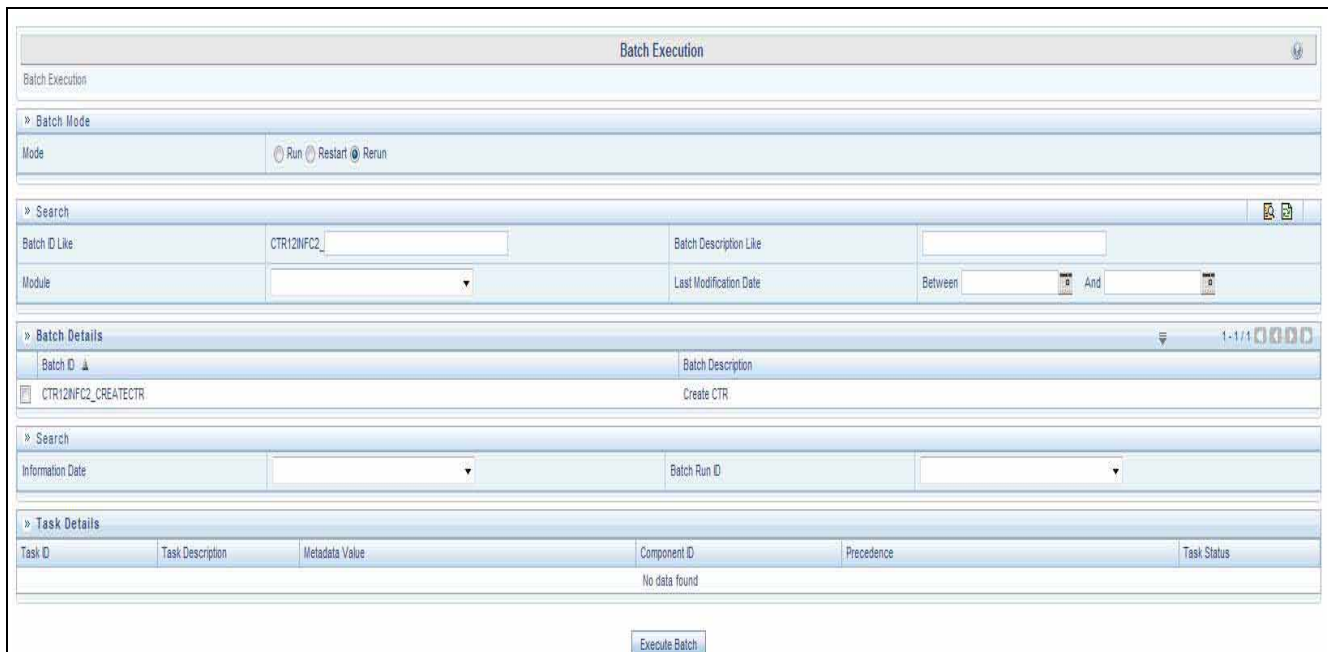 Batch Execution
Batch Execution
» Batch Mode
Mode Run Restart Rerun
» Search
Batch ID Like CTR12INFC2_ Batch Description Like
Module Last Modification Date Between And
» Batch Details 1 - 1 / 1
Batch ID Batch Description
CTR12INFC2_CREATECTR Create CTR
» Search
Information Date Batch Run ID
» Task Details
Task ID Task Description Metadata Value Component ID Precedence Task Status
No data found
Execute Batch